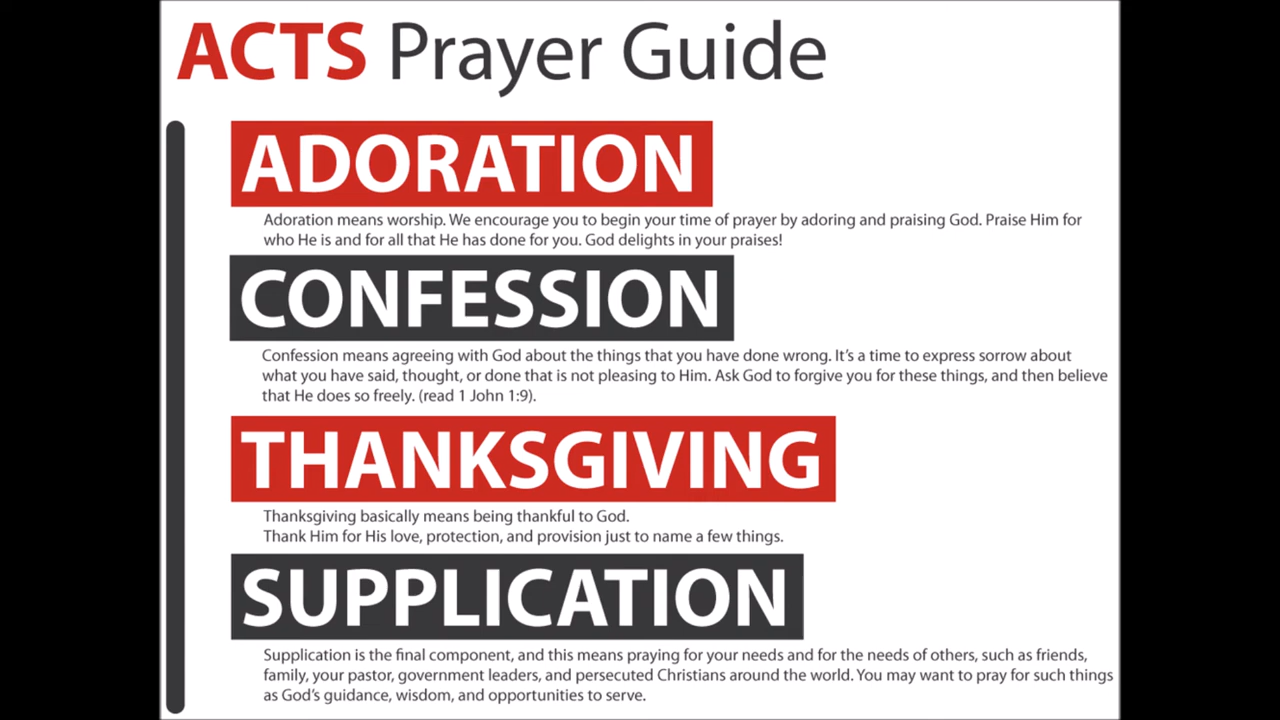 ACTS Prayer Guide
ADORATION
Adoration means worship. We encourage you to begin your time of prayer by adoring and praising God. Praise Him for
who He is and for all that He has done for you. God delights in your praises!
CONFESSION
Confession means agreeing with God about the things that you have done wrong. It's a time to express sorrow about
what you have said, thought, or done that is not pleasing to Him. Ask God to forgive you for these things, and then believe
that He does so freely. (read 1 John 1:9).
THANKSGIVING
Thanksgiving basically means being thankful to God.
Thank Him for His love, protection, and provision just to name a few things.
SUPPLICATION
Supplication is the final component, and this means praying for your needs and for the needs of others, such as friends,
family, your pastor, government leaders, and persecuted Christians around the world. You may want to pray for such things
as God's guidance, wisdom, and opportunities to serve.